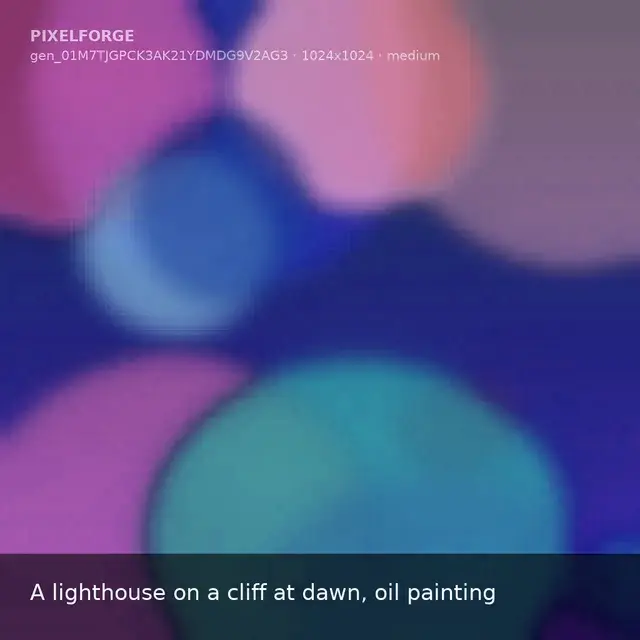 PIXELFORGE
gen_01M7TJGPCK3AK21YDMDG9V2AG3 · 1024x1024 · medium
A lighthouse on a cliff at dawn, oil painting